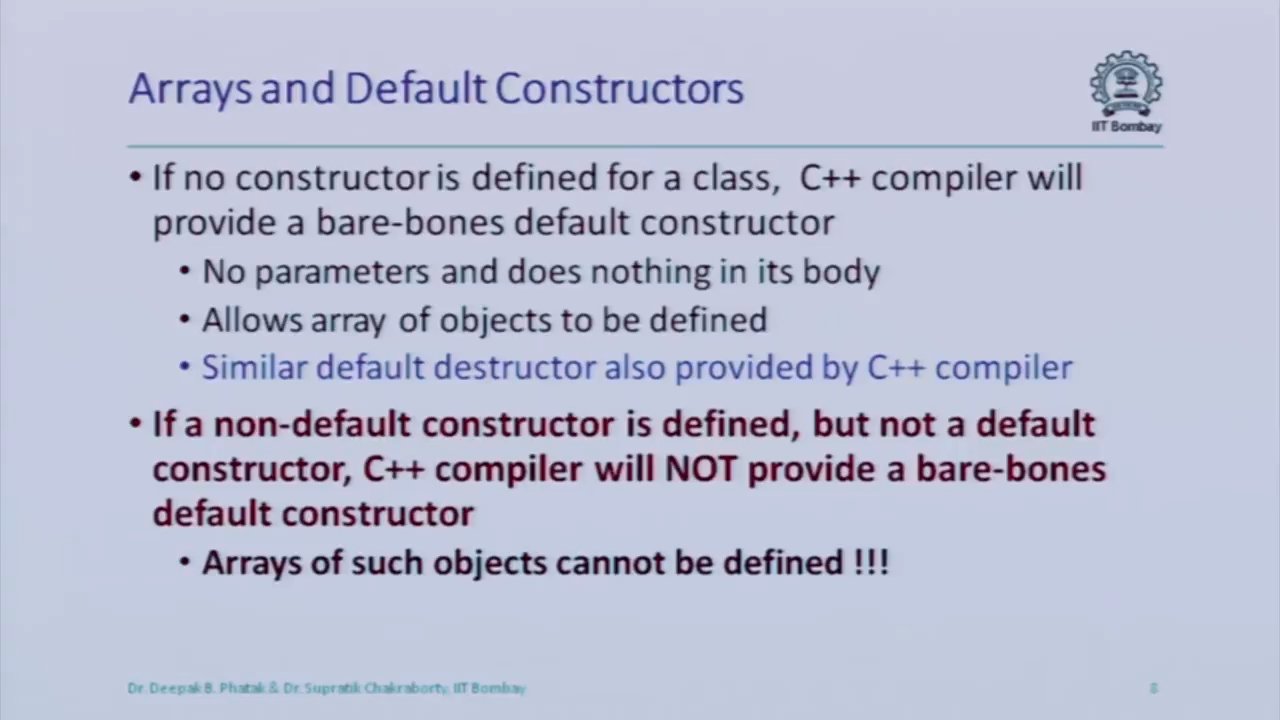 Arrays and Default Constructors
IIT Bombay
• If no constructor is defined for a class, C++ compiler will
provide a bare-bones default constructor
• No parameters and does nothing in its body
• Allows array of objects to be defined
• Similar default destructor also provided by C++ compiler
• If a non-default constructor is defined, but not a default
constructor, C++ compiler will NOT provide a bare-bones
default constructor
• Arrays of such objects cannot be defined !!!
Dr. Deepak B. Phatak & Dr. Supratik Chakraborty, IIT Bombay
8